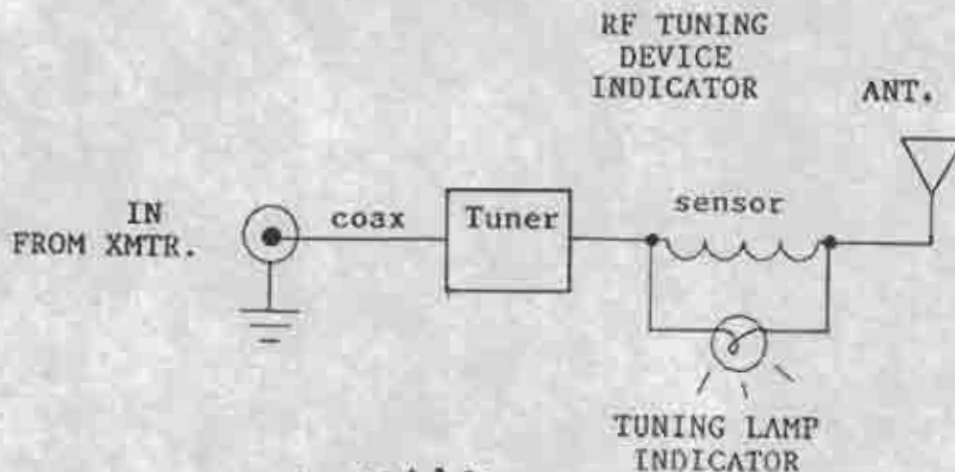 RF TUNING
DEVICE
INDICATOR
ANT.
IN
FROM XMTR.
coax
Tuner
sensor
TUNING LAMP
INDICATOR